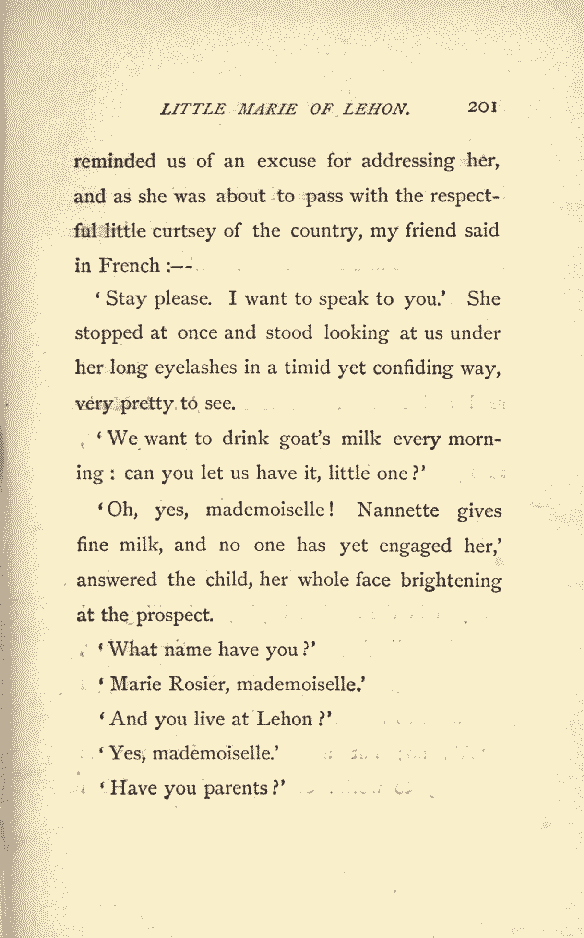 LITTLE MARIE OF LEHON. 201
reminded us of an excuse for addressing her,
and as she was about to pass with the respect-
ful little curtsey of the country, my friend said
in French :--
‘ Stay please. I want to speak to you.’ She
stopped at once and stood looking at us under
her long eyelashes in a timid yet confiding way,
very pretty to see.
‘ We want to drink goat’s milk every morn-
ing : can you let us have it, little one ?’
‘Oh, yes, mademoiselle! Nannette gives
fine milk, and no one has yet engaged her,’
answered the child, her whole face brightening
at the prospect.
‘ What name have you ?’
‘ Marie Rosier, mademoiselle.’
‘ And you live at Lehon ?’
‘ Yes, mademoiselle.’
‘ Have you parents ?’